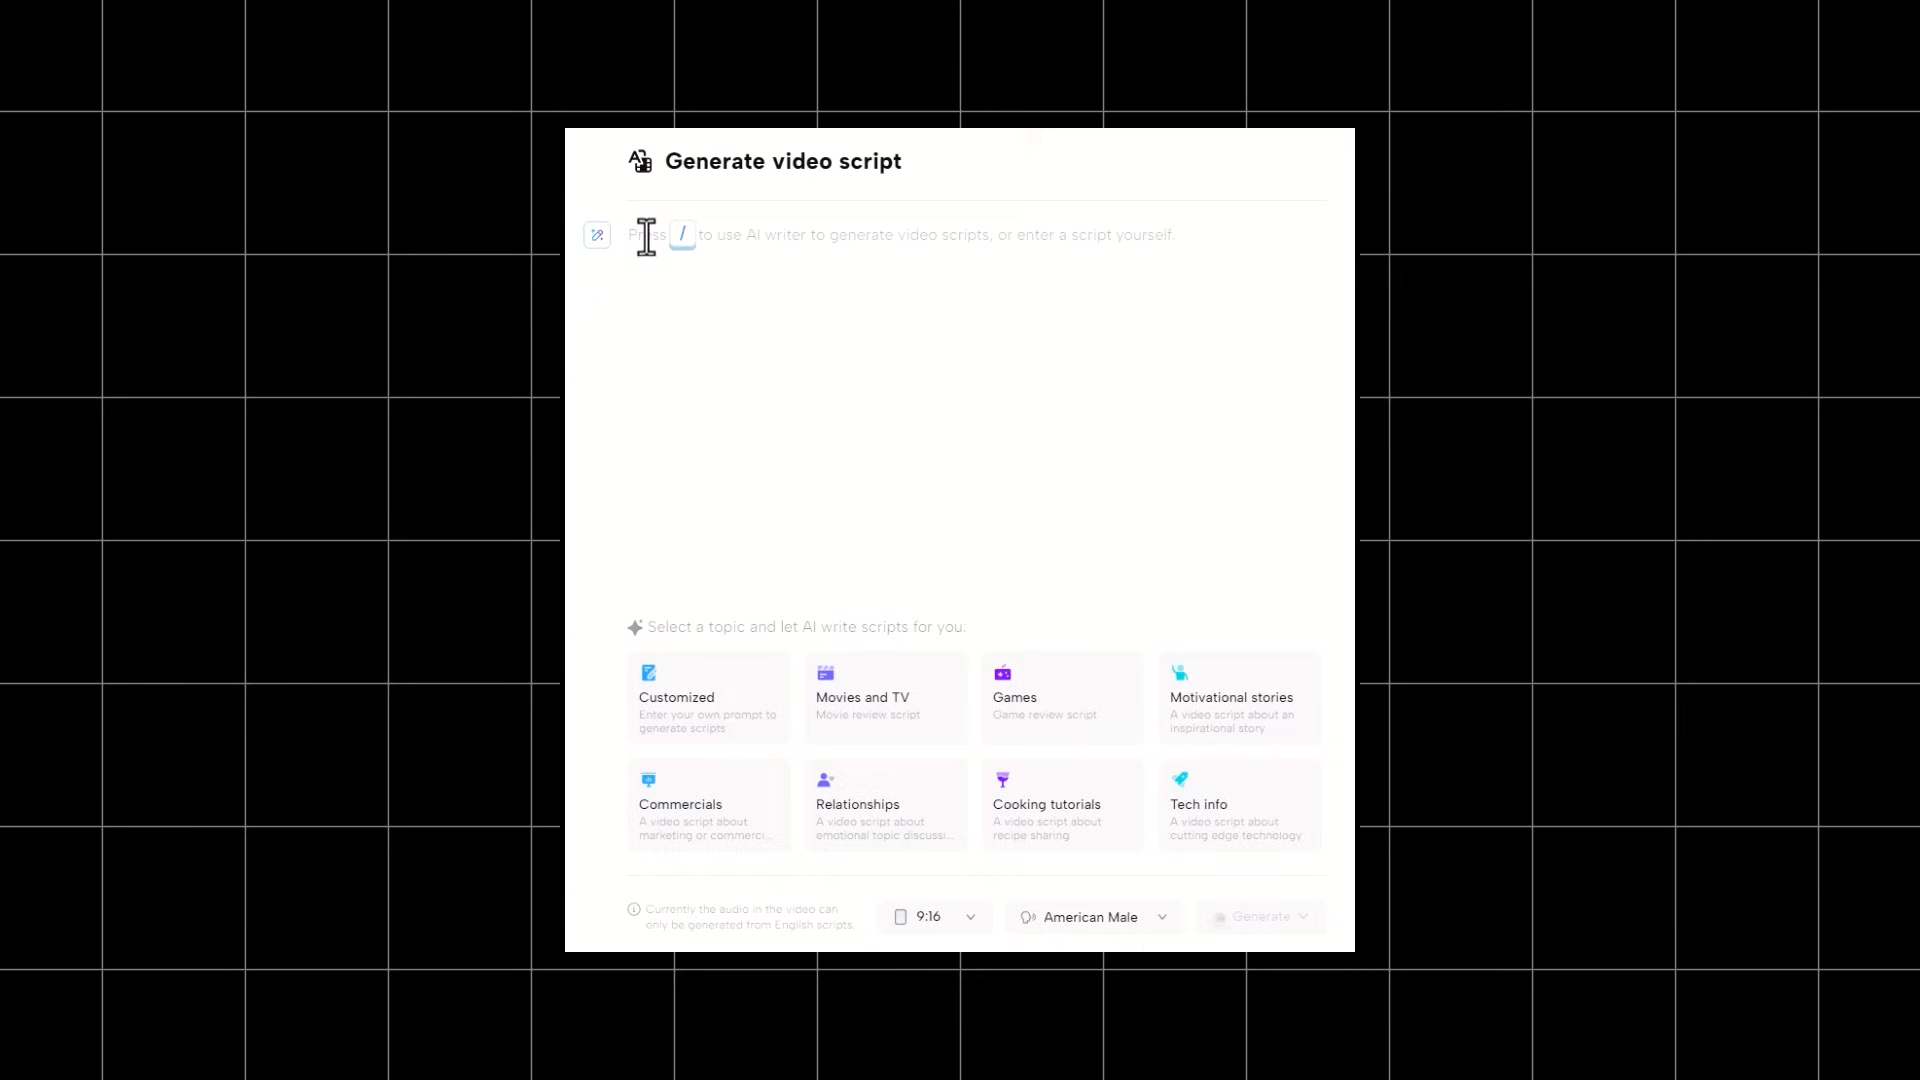 Generate video script
Press / to use AI writer to generate video scripts, or enter a script yourself.
Select a topic and let AI write scripts for you:
Customized
Enter your own prompt to
generate scripts
Movies and TV
Movie review script
Games
Game review script
Motivational stories
A video script about an
inspirational story
Commercials
A video script about
marketing or commerci...
Relationships
A video script about
emotional topic discussi...
Cooking tutorials
A video script about
recipe sharing
Tech info
A video script about
cutting edge technology
Currently the audio in the video can
only be generated from English scripts.
9:16
American Male
Generate